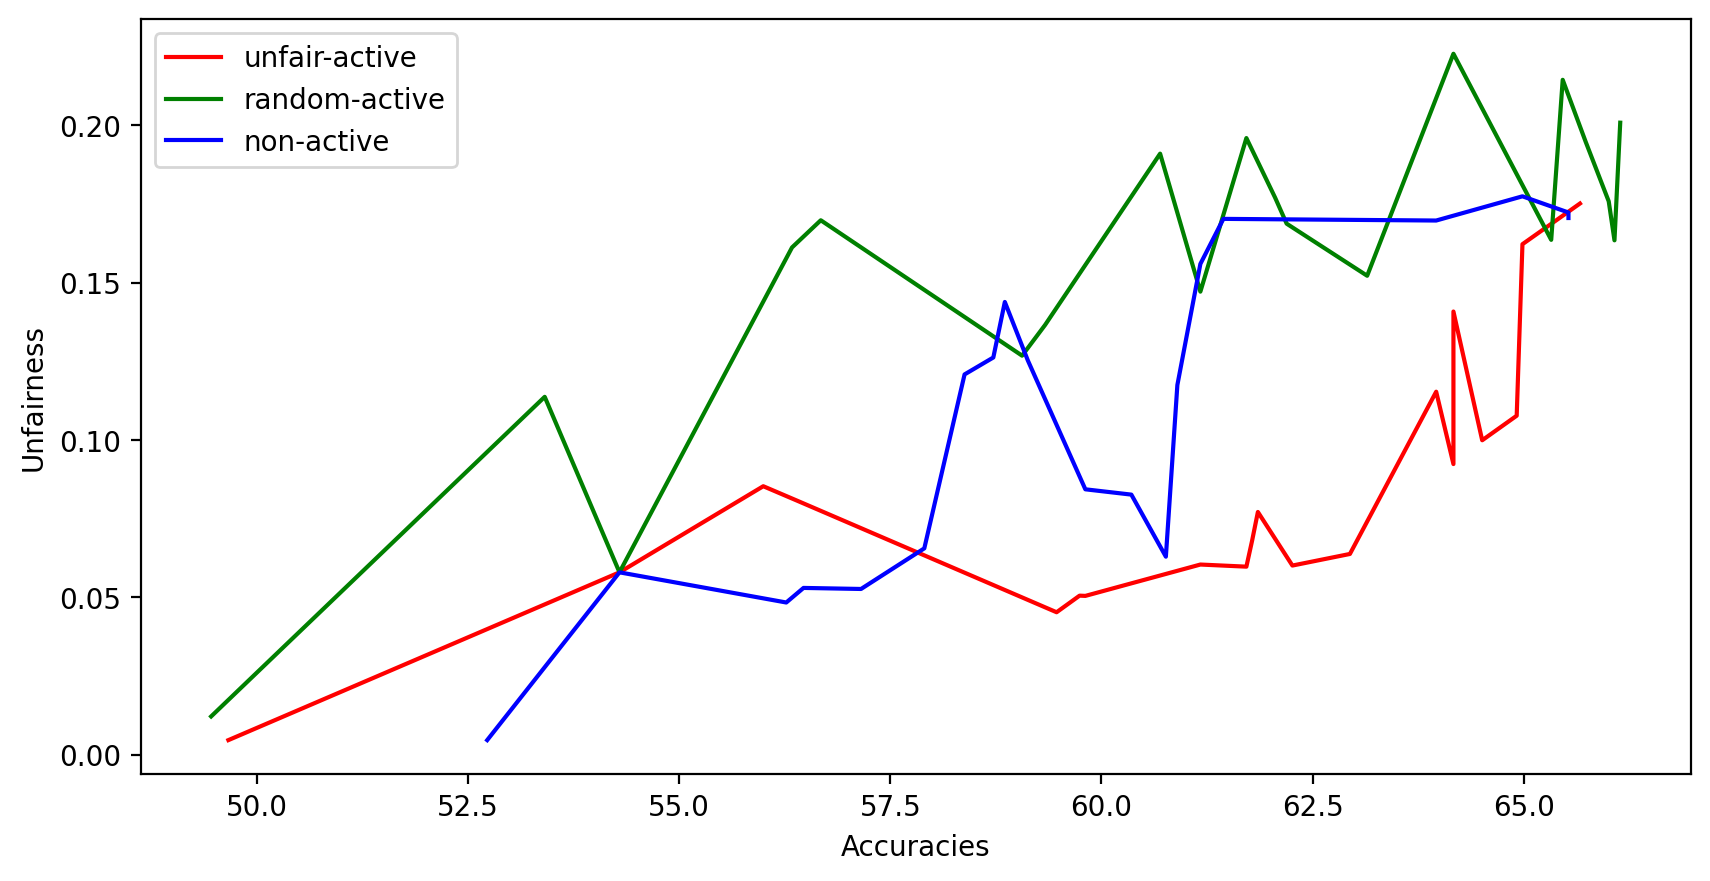 unfair-active
random-active
non-active
0.20
0.15
0.10
0.05
0.00
Unfairness
50.0 52.5 55.0 57.5 60.0 62.5 65.0
Accuracies